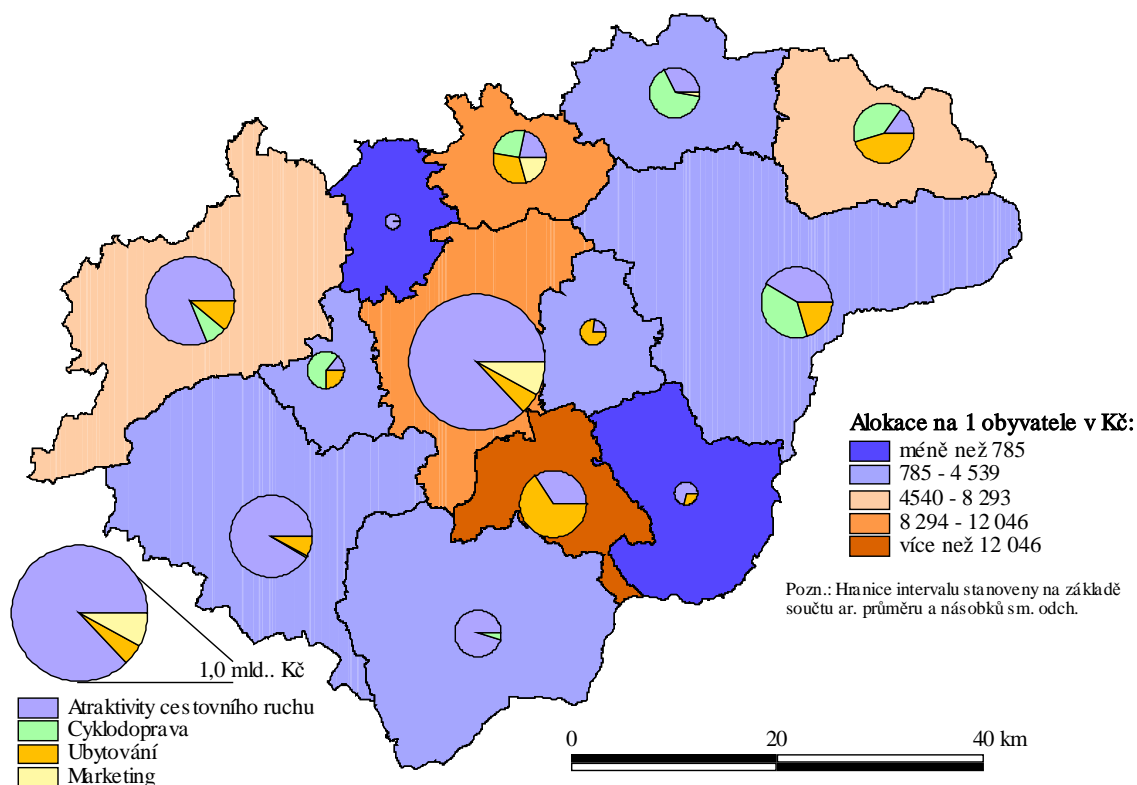 Alokace na 1 obyvatele v Kč:
méně než 785
785 - 4 539
4540 - 8 293
8 294 - 12 046
více než 12 046
Pozn.: Hranice intervalu stanoveny na základě
součtu ar. průměru a násobků sm. odch.
1,0 mld.. Kč
Atraktivity cestovního ruchu
Cyklodoprava
Ubytování
Marketing
0 20 40 km